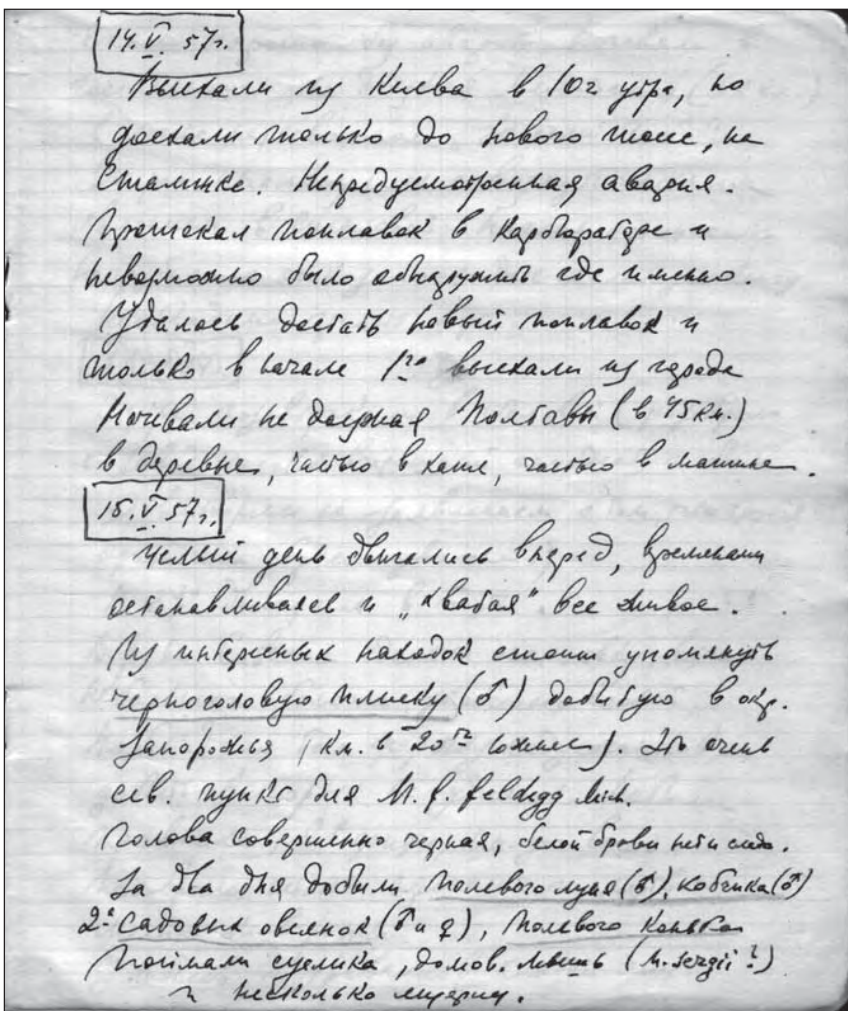 14.V.57г.
Выехали из Киева в 10 ч утра, но
доехали только до нового шоссе, на
Сталинке. Непредусмотренная авария.
Протекал поплавок в карбюраторе и
невозможно было обнаружить где именно.
Удалось достать новый поплавок и
только в начале 1го выехали из города
Ночевали не доезжая Полтавы (в 45 км.)
в деревне, частью в хате, частью в машине.
15.V.57г.
Целый день двигались вперед, временами
останавливаясь и „хватая" все живое.
Из интересных находок стоит упомянуть
черноголовую плиску (♂) добытую в окр.
Запорожья (км. в 20ти южнее). Это очень
сев. пункт для M. f. feldegg Mich.
Голова совершенно черная, белой брови нет и следа.
За два дня добыли полевого луня (♂), кобчика (♂)
2х садовых овсянок (♂ и ♀), полевого конька
Поймали суслика, домов. мышь (M. sergii ?)
и несколько ящериц.